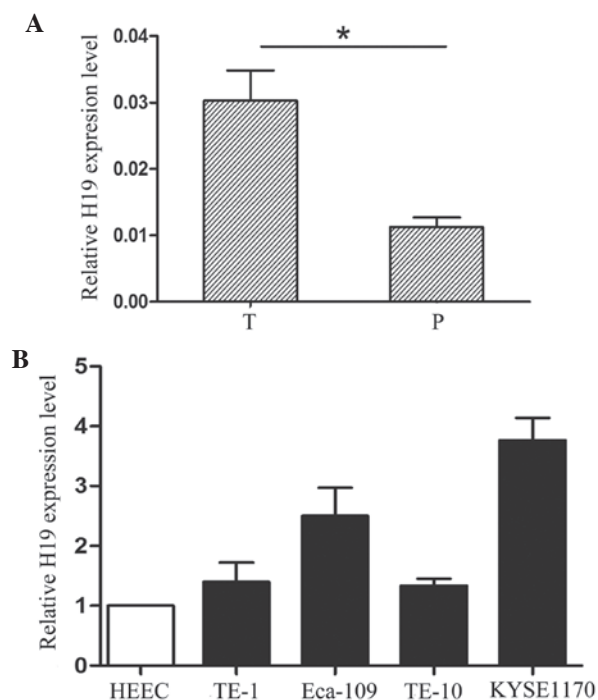 A
Relative H19 expresion level
0.04
0.03
0.02
0.01
0.00
*
T
P
B
Relative H19 expression level
5
4
3
2
1
0
HEEC
TE-1
Eca-109
TE-10
KYSE1170